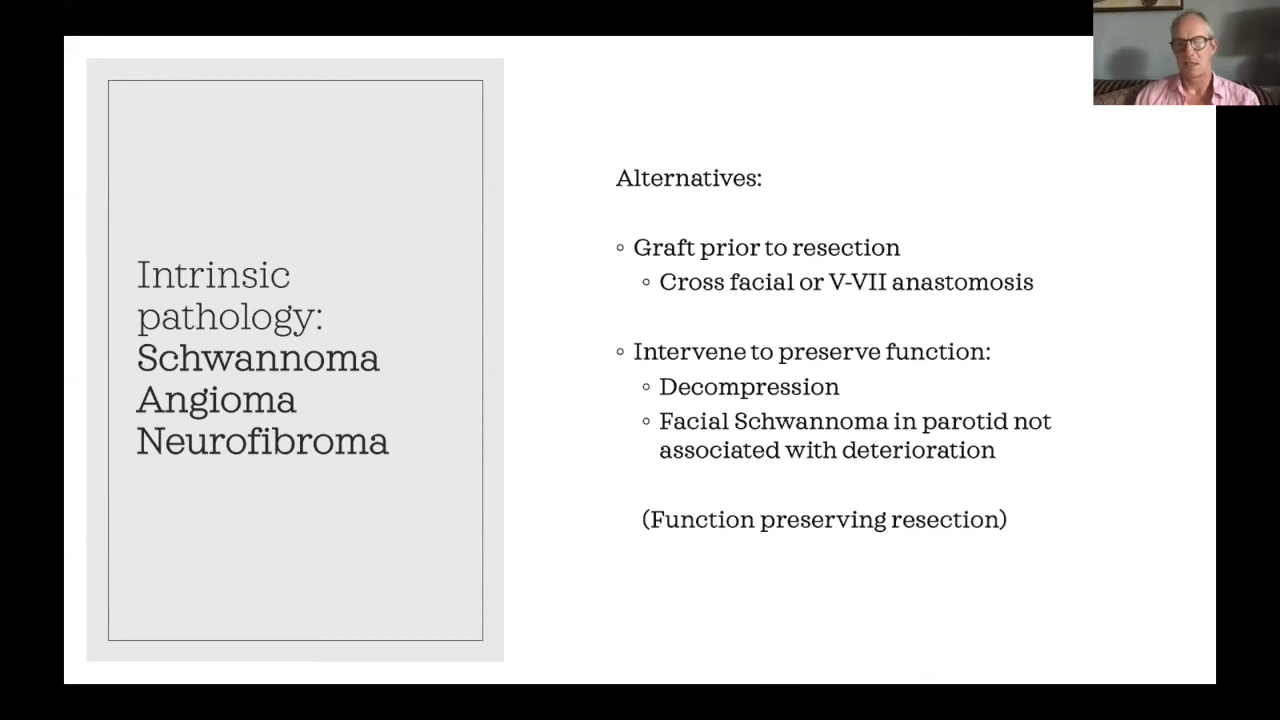 Intrinsic
pathology:
Schwannoma
Angioma
Neurofibroma
Alternatives:
◦ Graft prior to resection
◦ Cross facial or V-VII anastomosis
◦ Intervene to preserve function:
◦ Decompression
◦ Facial Schwannoma in parotid not
associated with deterioration
(Function preserving resection)